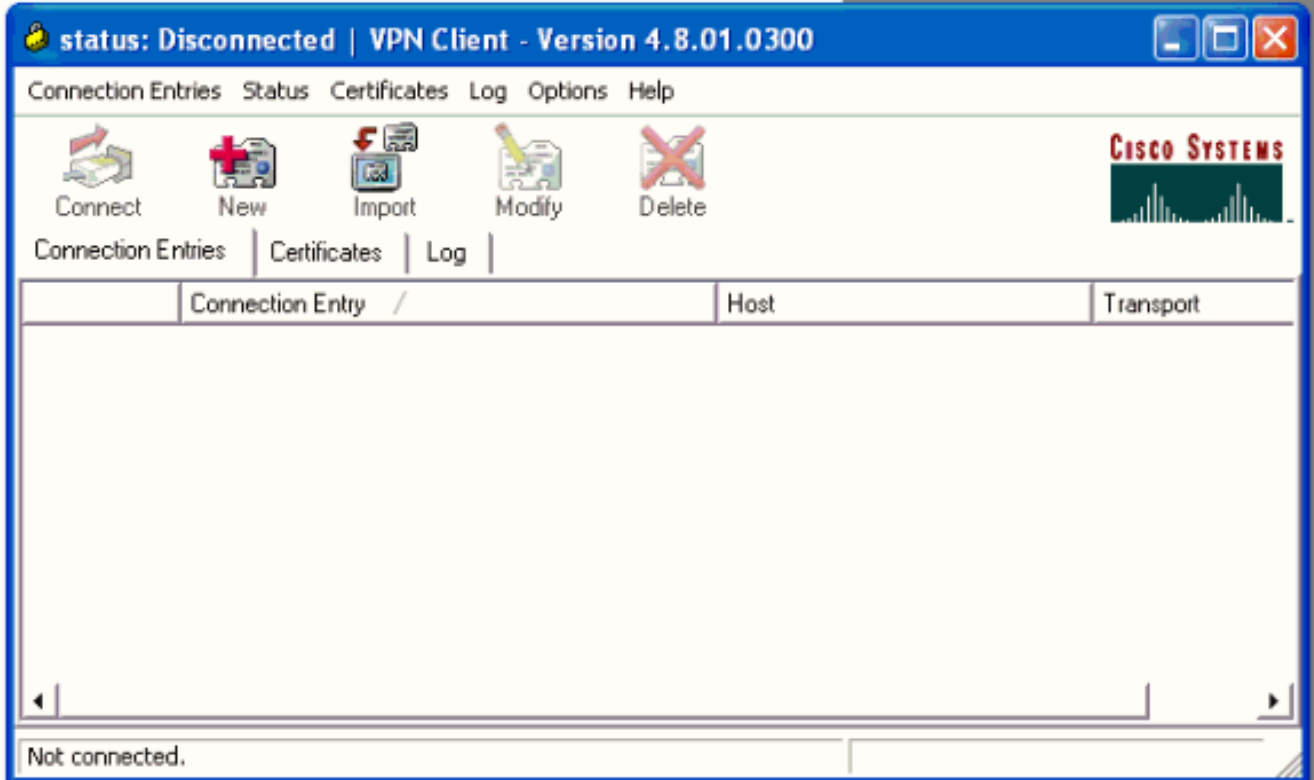 status: Disconnected | VPN Client - Version 4.8.01.0300
Connection Entries Status Certificates Log Options Help
CISCO SYSTEMS
Connect New Import Modify Delete
Connection Entries Certificates Log
Connection Entry Host Transport
Not connected.